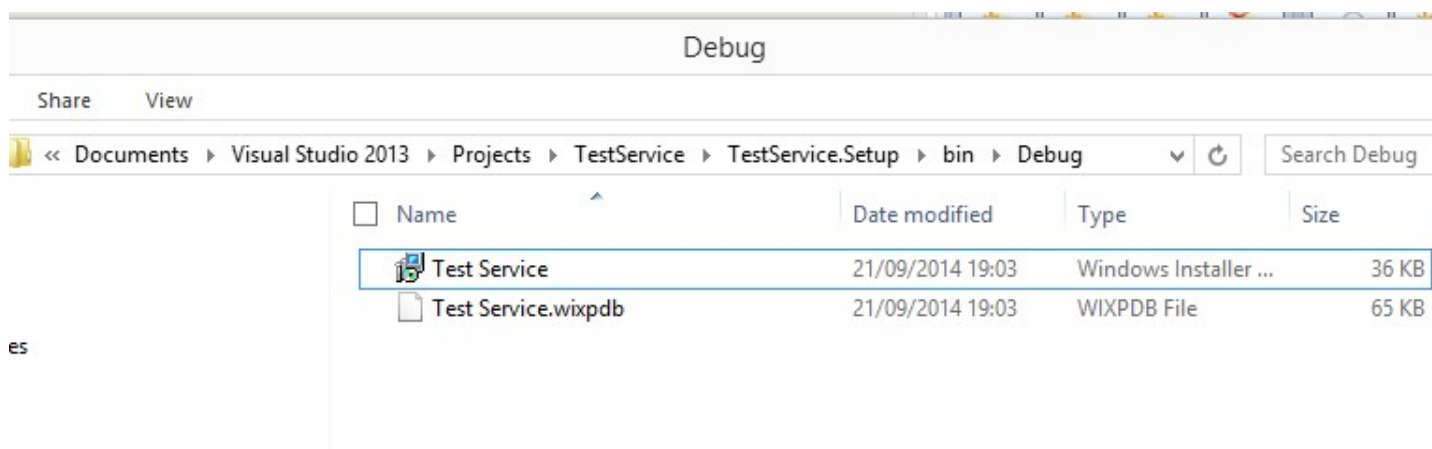 Debug
Share View
« Documents Visual Studio 2013 Projects TestService TestService.Setup bin Debug Search Debug
Name Date modified Type Size
Test Service 21/09/2014 19:03 Windows Installer ... 36 KB
Test Service.wixpdb 21/09/2014 19:03 WIXPDB File 65 KB
es